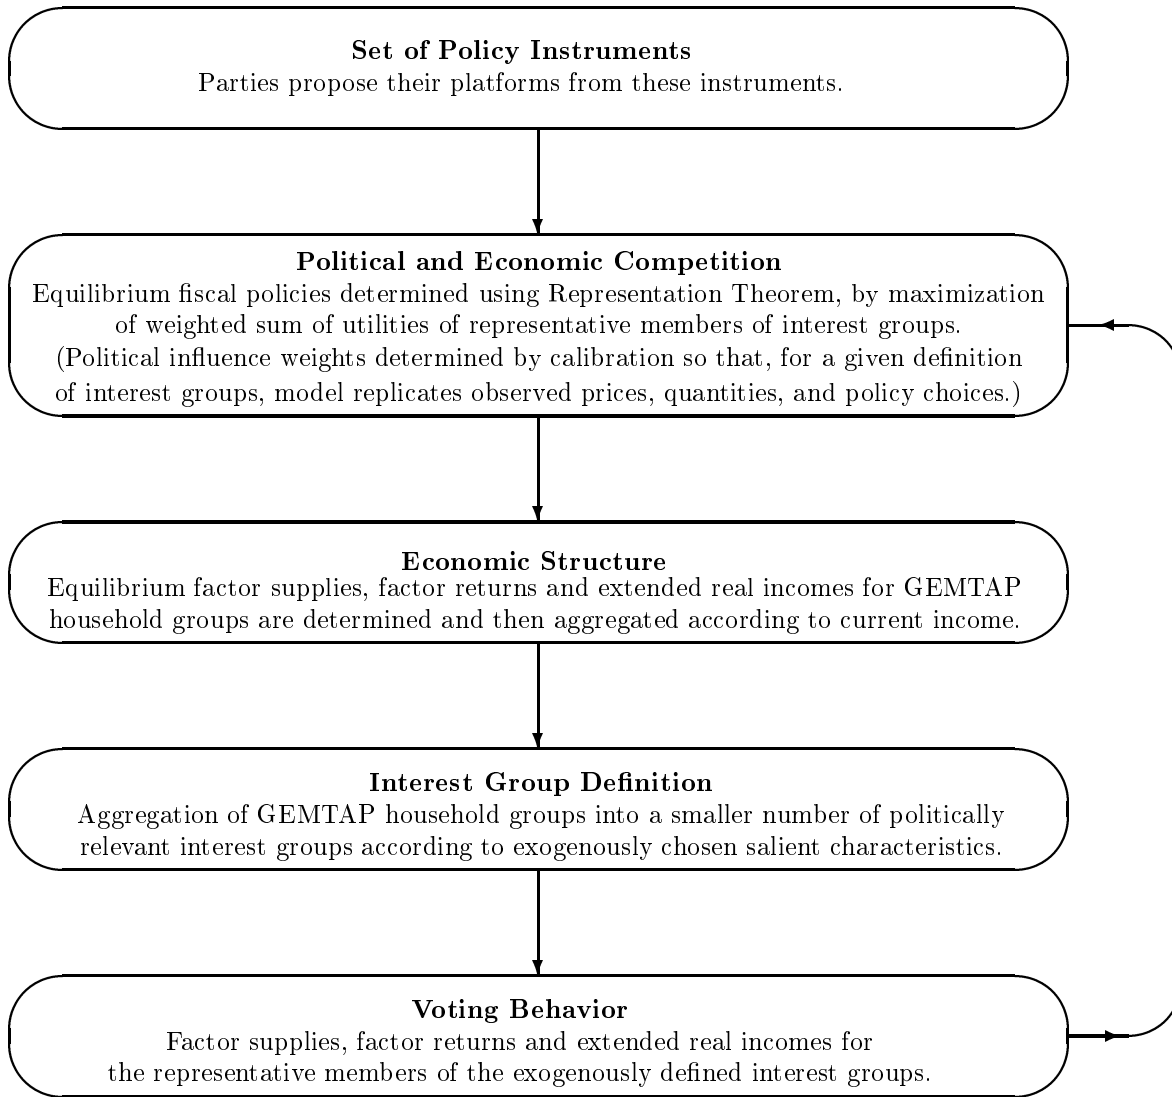 Set of Policy Instruments
Parties propose their platforms from these instruments.
Political and Economic Competition
Equilibrium fiscal policies determined using Representation Theorem, by maximization
of weighted sum of utilities of representative members of interest groups.
(Political influence weights determined by calibration so that, for a given definition
of interest groups, model replicates observed prices, quantities, and policy choices.)
Economic Structure
Equilibrium factor supplies, factor returns and extended real incomes for GEMTAP
household groups are determined and then aggregated according to current income.
Interest Group Definition
Aggregation of GEMTAP household groups into a smaller number of politically
relevant interest groups according to exogenously chosen salient characteristics.
Voting Behavior
Factor supplies, factor returns and extended real incomes for
the representative members of the exogenously defined interest groups.